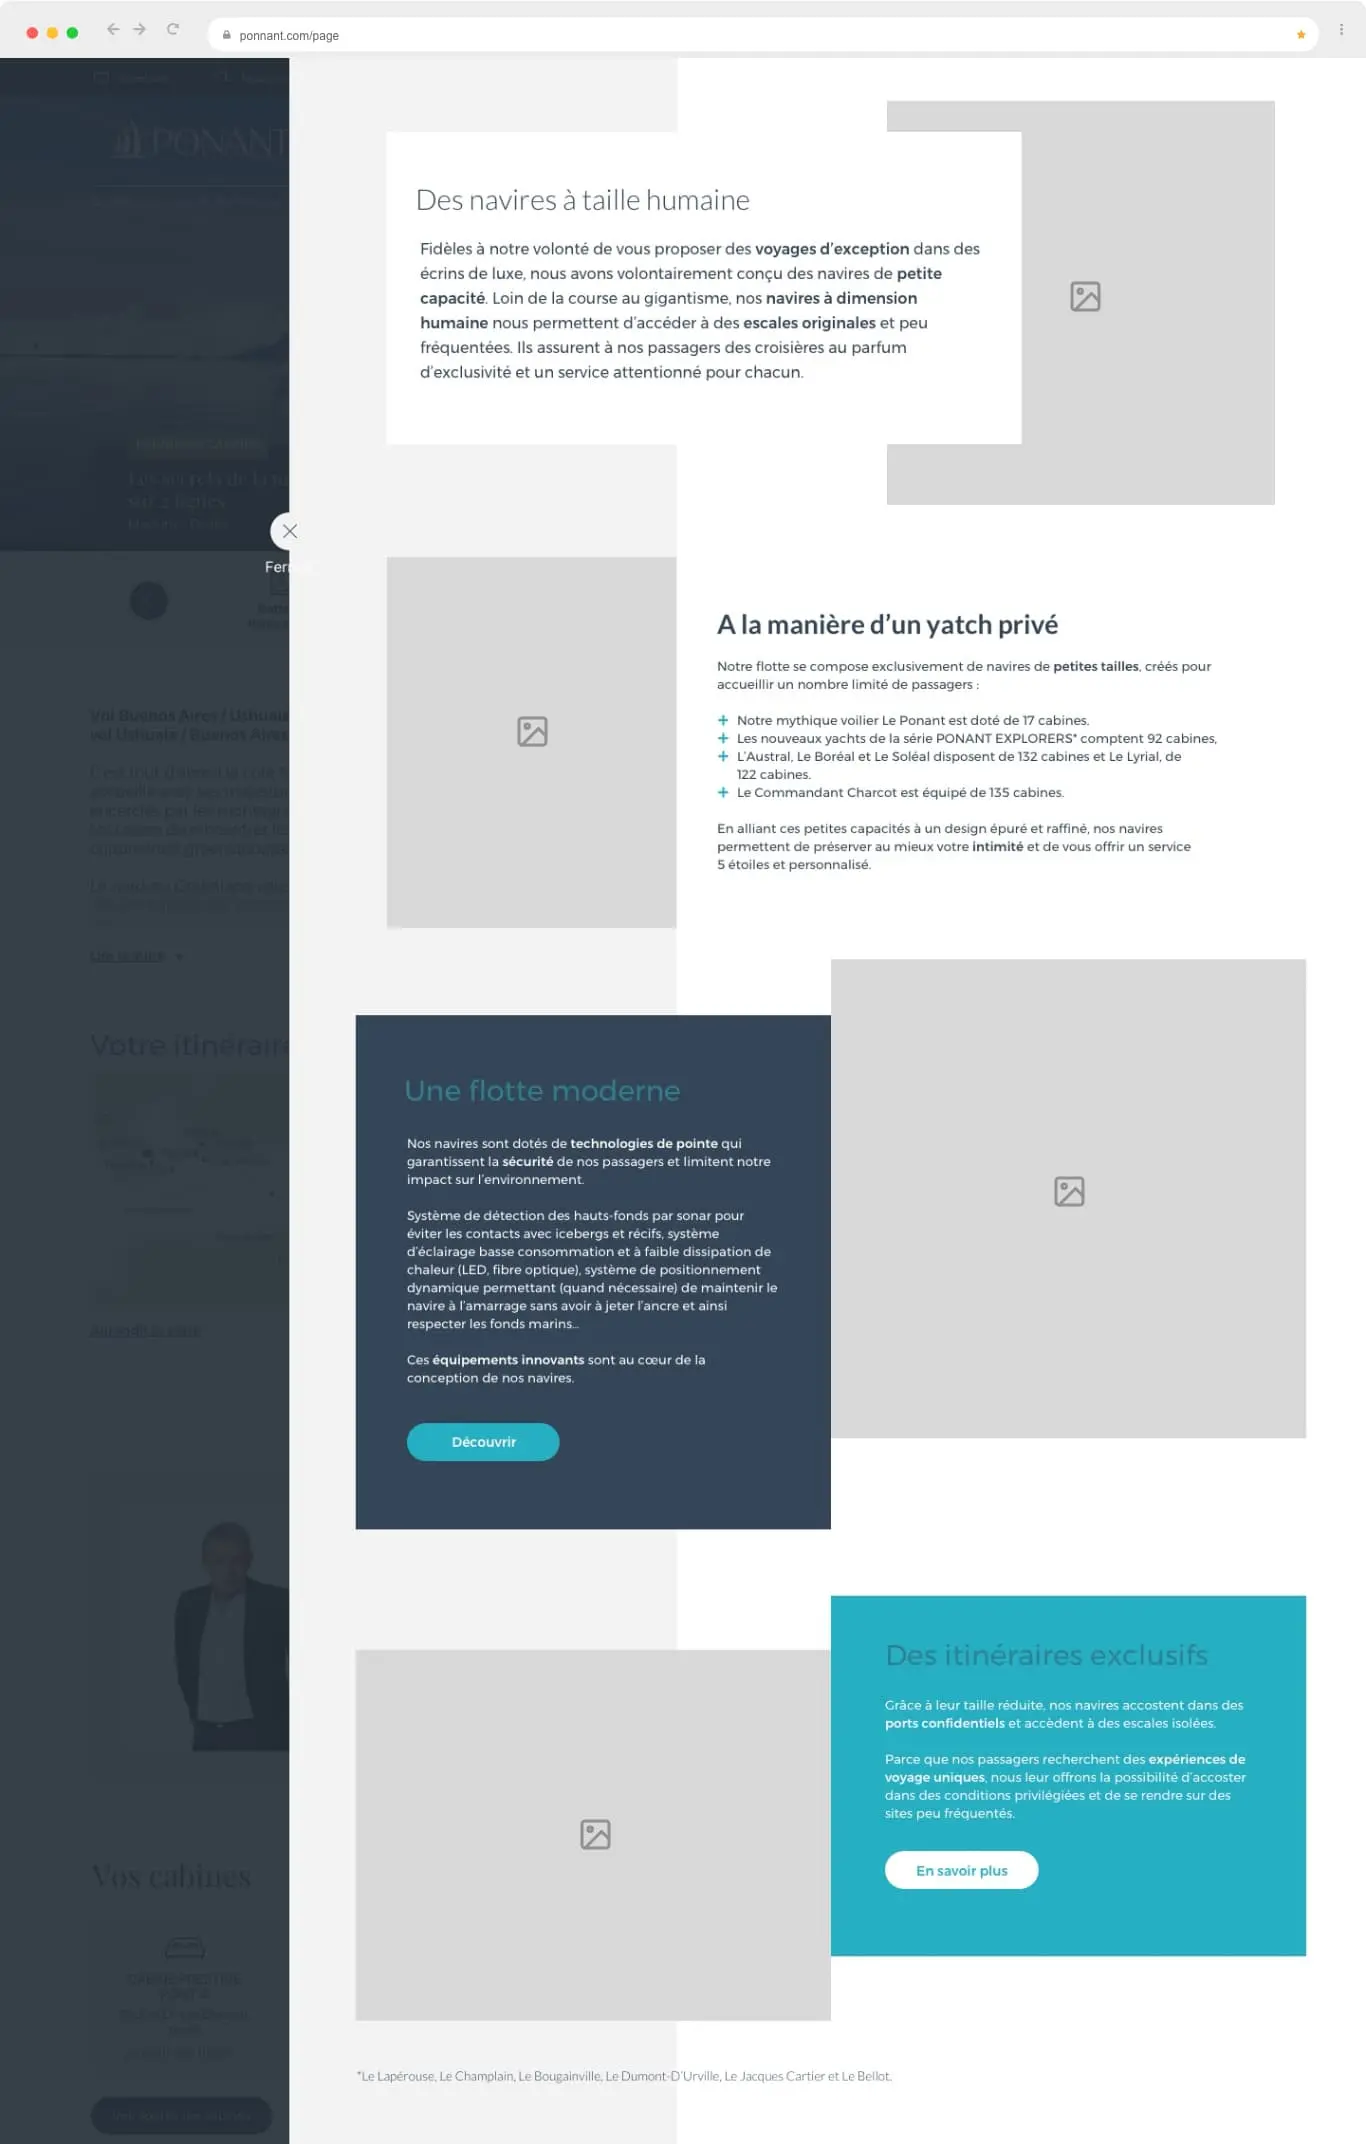 ponnant.com/page
PONANT
Des navires à taille humaine
Fidèles à notre volonté de vous proposer des voyages d’exception dans des
écrins de luxe, nous avons volontairement conçu des navires de petite
capacité. Loin de la course au gigantisme, nos navires à dimension
humaine nous permettent d’accéder à des escales originales et peu
fréquentées. Ils assurent à nos passagers des croisières au parfum
d’exclusivité et un service attentionné pour chacun.
A la manière d’un yatch privé
Notre flotte se compose exclusivement de navires de petites tailles, créés pour
accueillir un nombre limité de passagers :
+ Notre mythique voilier Le Ponant est doté de 17 cabines.
+ Les nouveaux yachts de la série PONANT EXPLORERS* comptent 92 cabines,
+ L’Austral, Le Boréal et Le Soléal disposent de 132 cabines et Le Lyrial, de
122 cabines.
+ Le Commandant Charcot est équipé de 135 cabines.
En alliant ces petites capacités à un design épuré et raffiné, nos navires
permettent de préserver au mieux votre intimité et de vous offrir un service
5 étoiles et personnalisé.
Vol Buenos Aires / Ushuaia
vol Ushuaia / Buenos Aires
Votre itinéraire
Une flotte moderne
Nos navires sont dotés de technologies de pointe qui
garantissent la sécurité de nos passagers et limitent notre
impact sur l’environnement.
Système de détection des hauts-fonds par sonar pour
éviter les contacts avec icebergs et récifs, système
d’éclairage basse consommation et à faible dissipation de
chaleur (LED, fibre optique), système de positionnement
dynamique permettant (quand nécessaire) de maintenir le
navire à l’amarrage sans avoir à jeter l’ancre et ainsi
respecter les fonds marins...
Ces équipements innovants sont au cœur de la
conception de nos navires.
Découvrir
Des itinéraires exclusifs
Grâce à leur taille réduite, nos navires accostent dans des
ports confidentiels et accèdent à des escales isolées.
Parce que nos passagers recherchent des expériences de
voyage uniques, nous leur offrons la possibilité d’accoster
dans des conditions privilégiées et de se rendre sur des
sites peu fréquentés.
En savoir plus
Vos cabines
*Le Lapérouse, Le Champlain, Le Bougainville, Le Dumont-D’Urville, Le Jacques Cartier et Le Bellot.